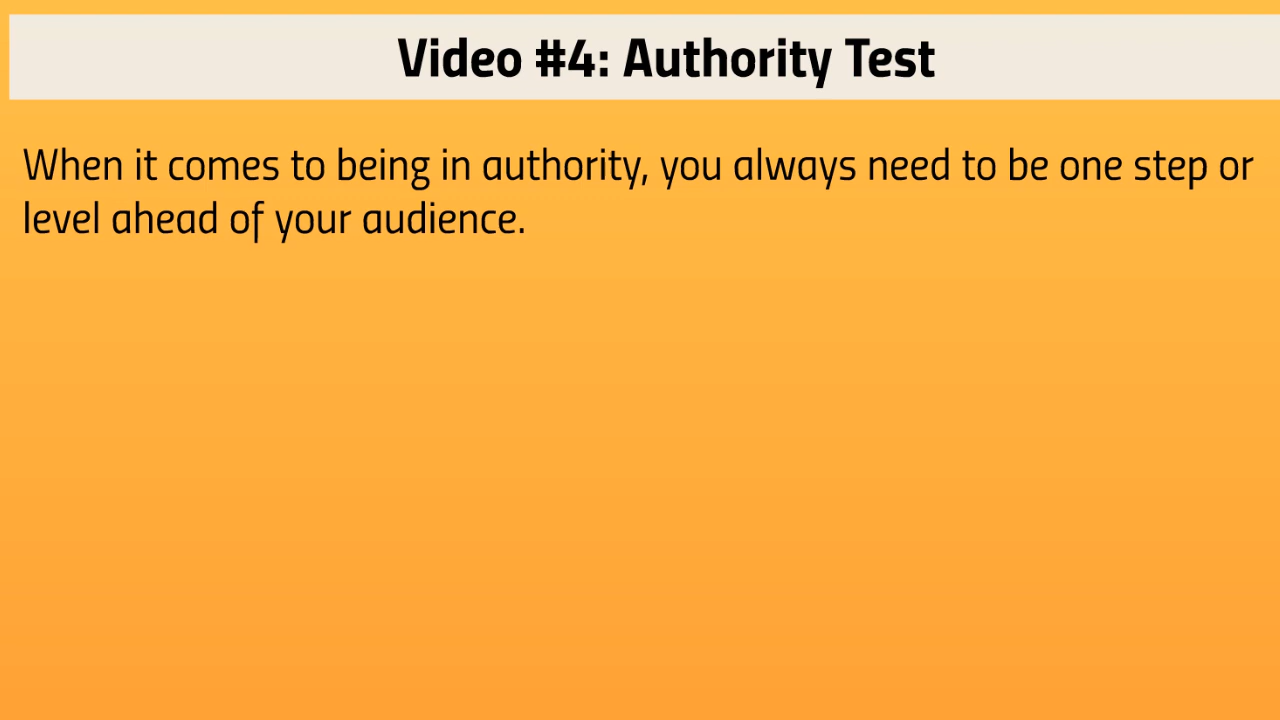 Video #4: Authority Test
When it comes to being in authority, you always need to be one step or
level ahead of your audience.